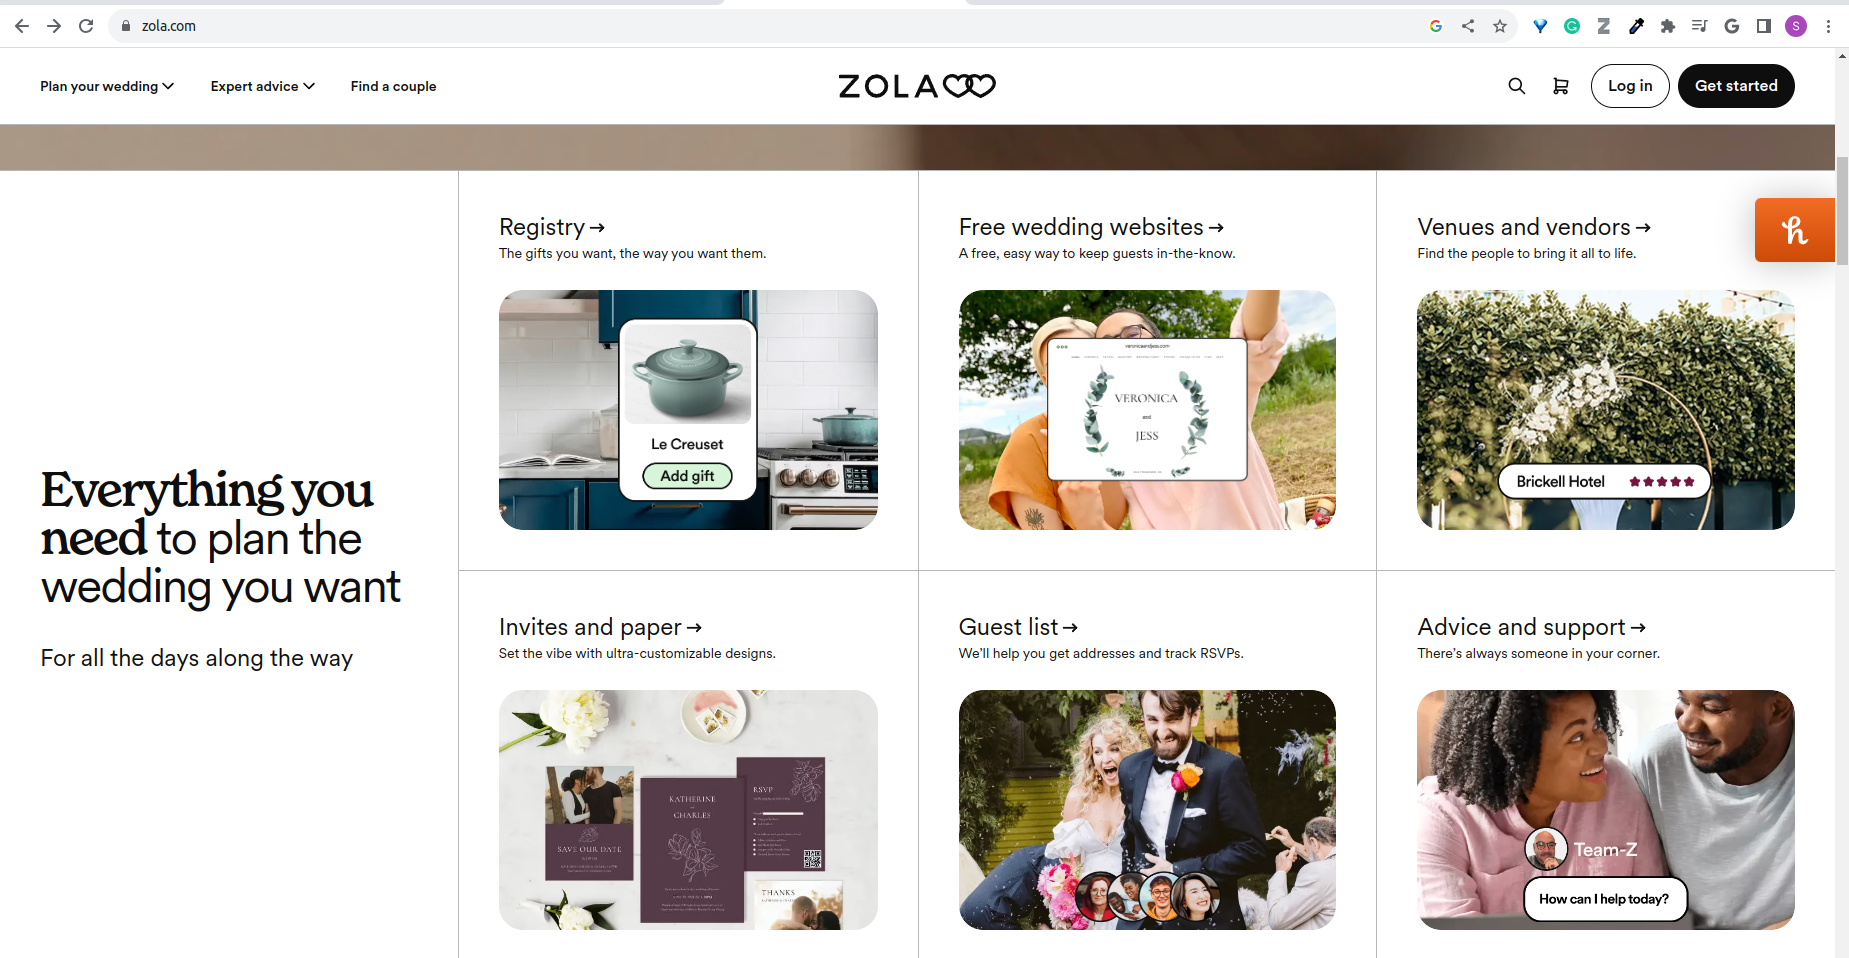 zola.com
S
Plan your wedding
Expert advice
Find a couple
ZOLA
Log in
Get started
Everything you
need to plan the
wedding you want
For all the days along the way
Registry →
The gifts you want, the way you want them.
Le Creuset
Add gift
Free wedding websites →
A free, easy way to keep guests in-the-know.
veronicaandjess.com
VERONICA
and
JESS
Venues and vendors →
Find the people to bring it all to life.
h
Brickell Hotel ★★★★★
Invites and paper →
Set the vibe with ultra-customizable designs.
SAVE OUR DATE
KATHERINE
CHARLES
RSVP
THANKS
Guest list →
We'll help you get addresses and track RSVPs.
Advice and support →
There's always someone in your corner.
Team-Z
How can I help today?